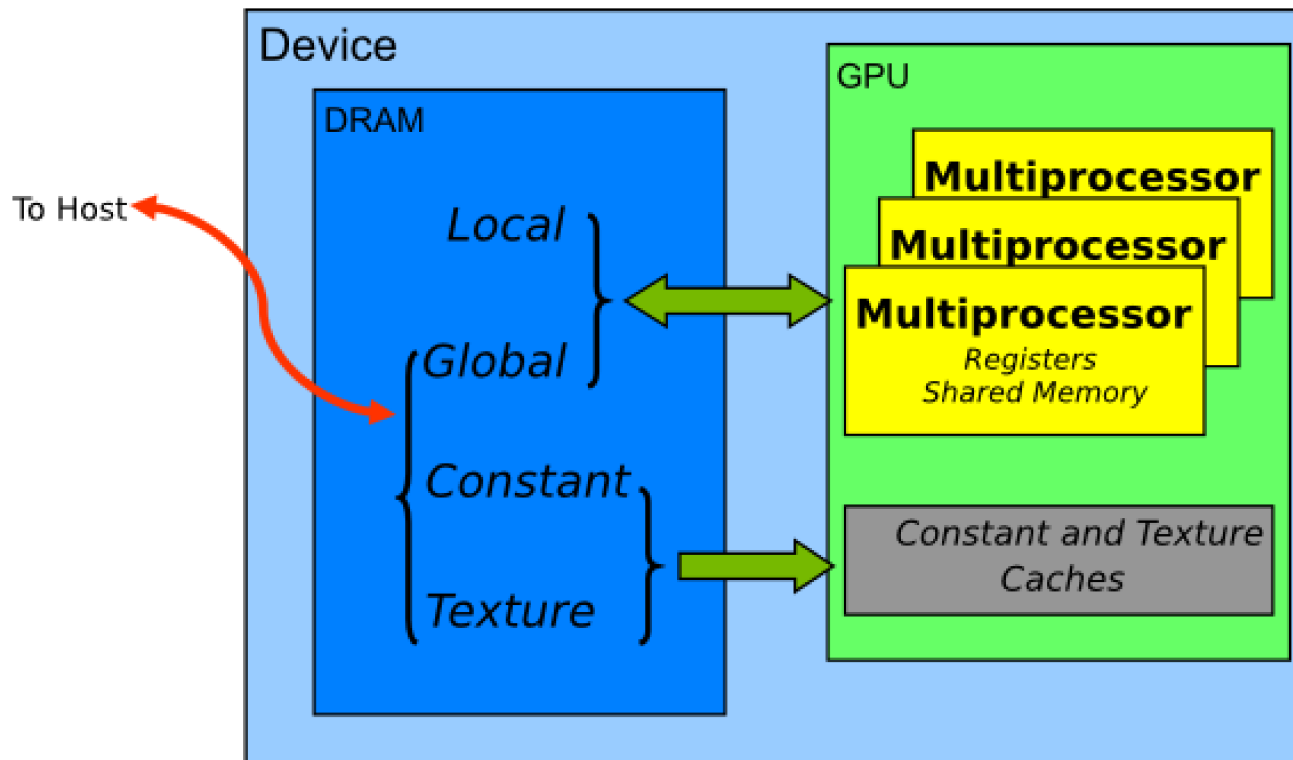 Device
GPU
DRAM
To Host
Local
Global
Constant
Texture
Multiprocessor
Multiprocessor
Multiprocessor
Registers
Shared Memory
Constant and Texture
Caches